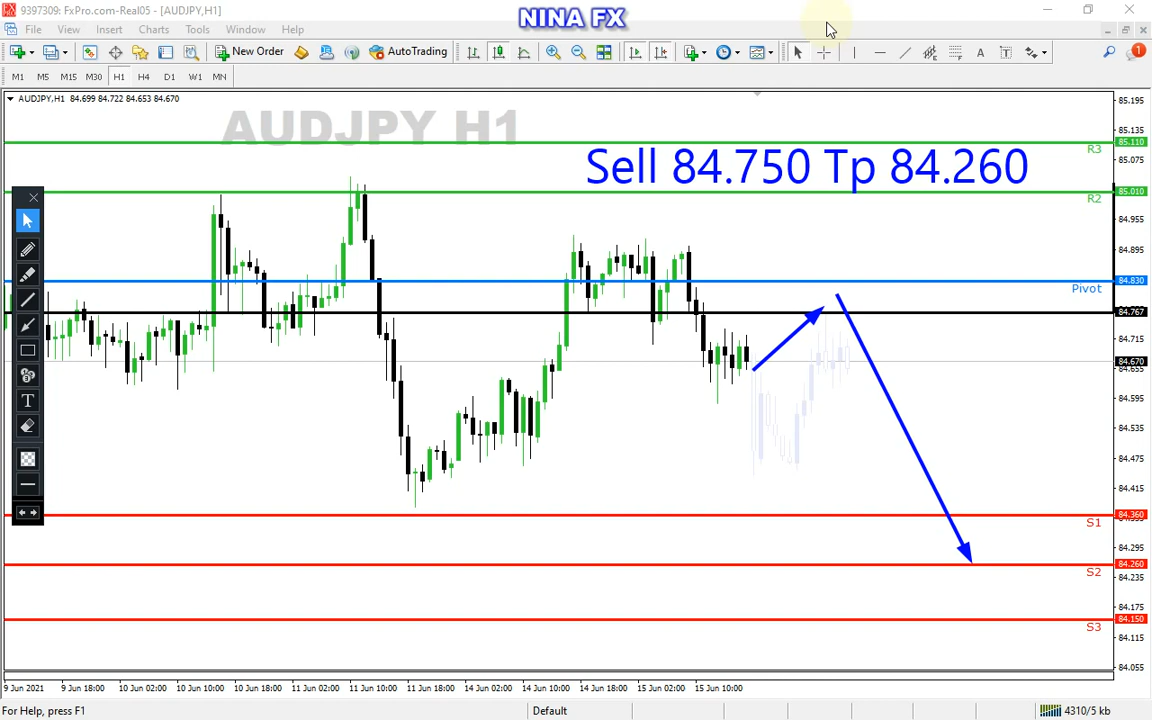 9397309: FxPro.com-Real05 - [AUDJPY,H1]
NINA FX
File View Insert Charts Tools Window Help
New Order AutoTrading
A T 1
M1 M5 M15 M30 H1 H4 D1 W1 MN
AUDJPY,H1 84.699 84.722 84.653 84.670
AUDJPY H1
Sell 84.750 Tp 84.260
85.195
85.135
85.110
R3
85.075
85.010
R2
84.955
84.895
84.830
Pivot
84.767
84.715
84.670
84.655
84.595
84.535
84.475
84.415
84.360
S1
84.295
84.260
S2
84.235
84.175
84.150
S3
84.115
84.055
T
9 Jun 2021 9 Jun 18:00 10 Jun 02:00 10 Jun 10:00 10 Jun 18:00 11 Jun 02:00 11 Jun 10:00 11 Jun 18:00 14 Jun 02:00 14 Jun 10:00 14 Jun 18:00 15 Jun 02:00 15 Jun 10:00
For Help, press F1 Default 4310/5 kb